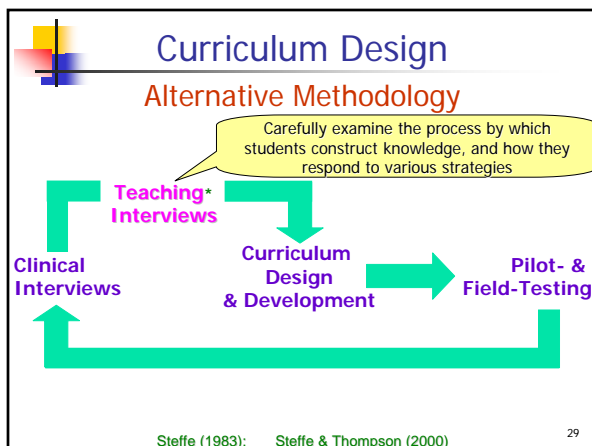 Curriculum Design
Alternative Methodology
Carefully examine the process by which
students construct knowledge, and how they
respond to various strategies
Teaching*
Interviews
Clinical
Interviews
Curriculum
Design
& Development
Pilot- &
Field-Testing
Steffe (1983); Steffe & Thompson (2000)
29